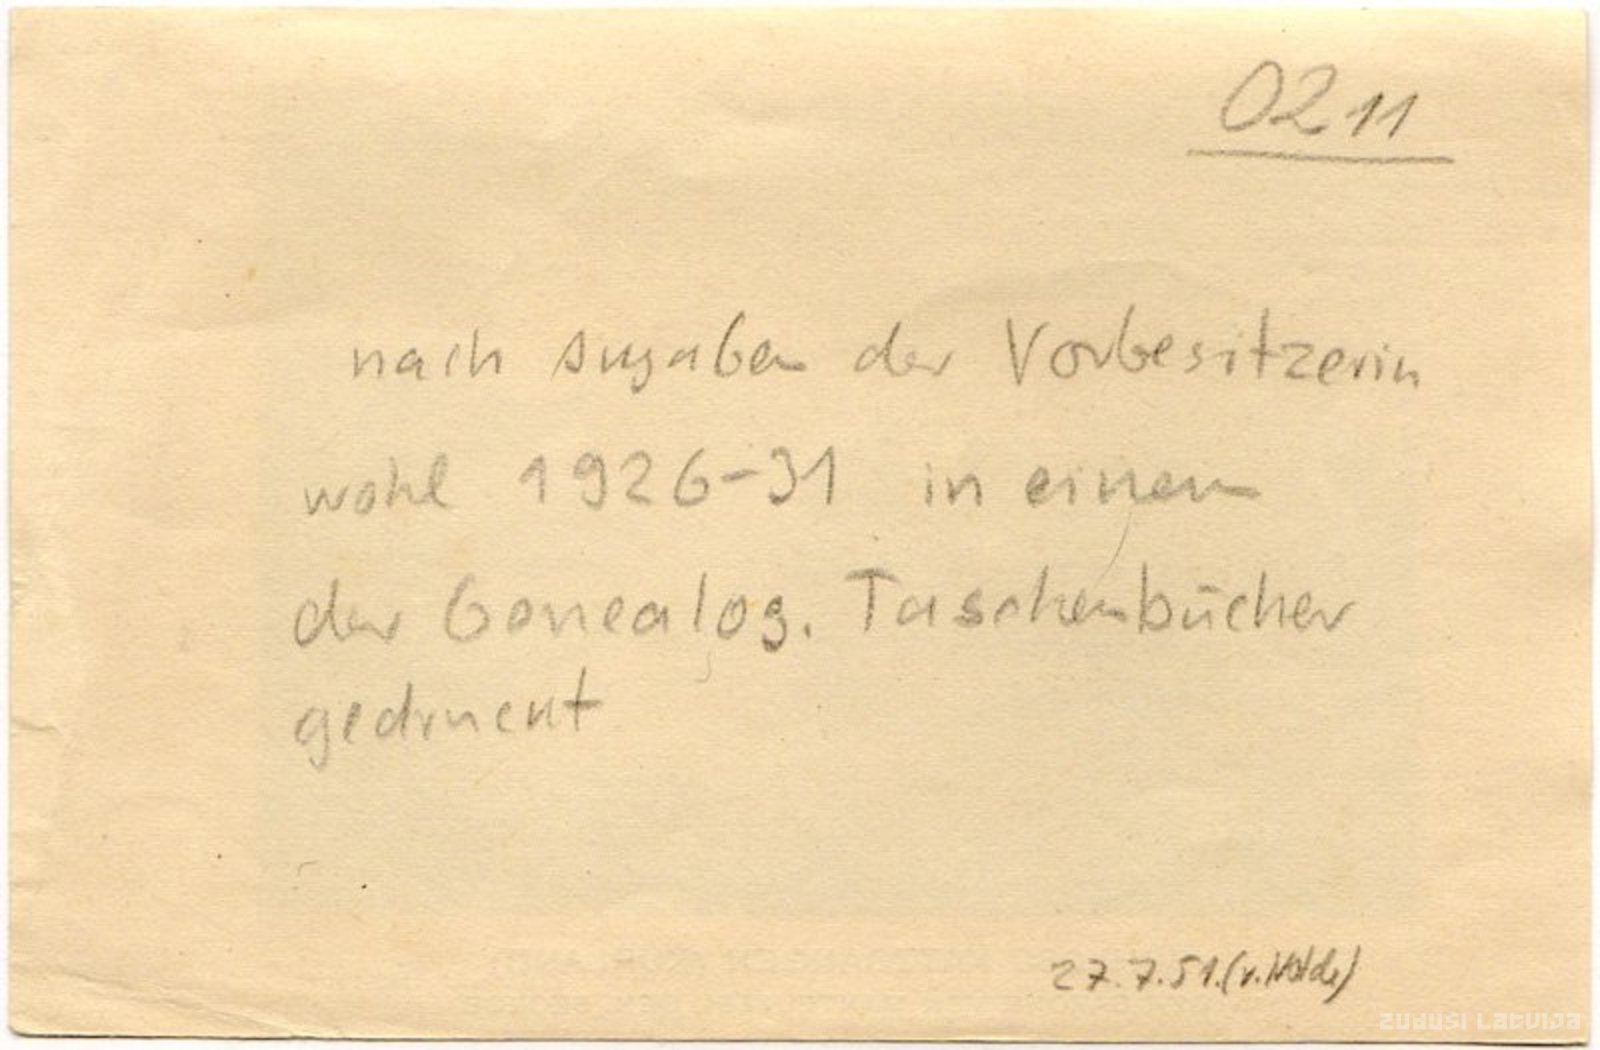 0211
nach Angaben der Vorbesitzerin
wohl 1926-31 in einem
der Genealog. Taschenbücher
gedruckt
27.7.51.(v. Nolde)
zudusi Latvija